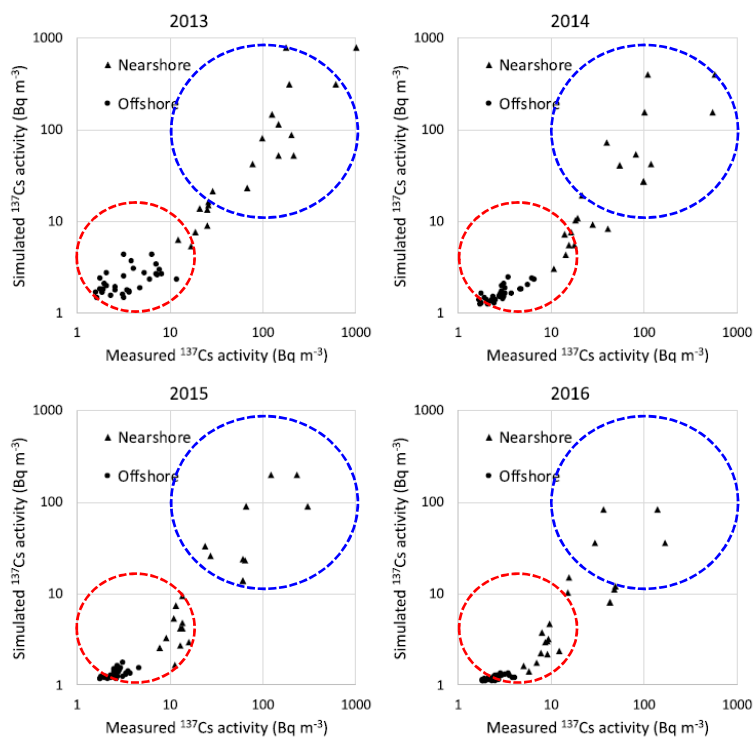 2013
1000
100
10
1
Simulated ¹³⁷Cs activity (Bq m⁻³)
Nearshore
Offshore
1 10 100 1000
Measured ¹³⁷Cs activity (Bq m⁻³)
2014
1000
100
10
1
Simulated ¹³⁷Cs activity (Bq m⁻³)
Nearshore
Offshore
1 10 100 1000
Measured ¹³⁷Cs activity (Bq m⁻³)
2015
1000
100
10
1
Simulated ¹³⁷Cs activity (Bq m⁻³)
Nearshore
Offshore
1 10 100 1000
Measured ¹³⁷Cs activity (Bq m⁻³)
2016
1000
100
10
1
Simulated ¹³⁷Cs activity (Bq m⁻³)
Nearshore
Offshore
1 10 100 1000
Measured ¹³⁷Cs activity (Bq m⁻³)